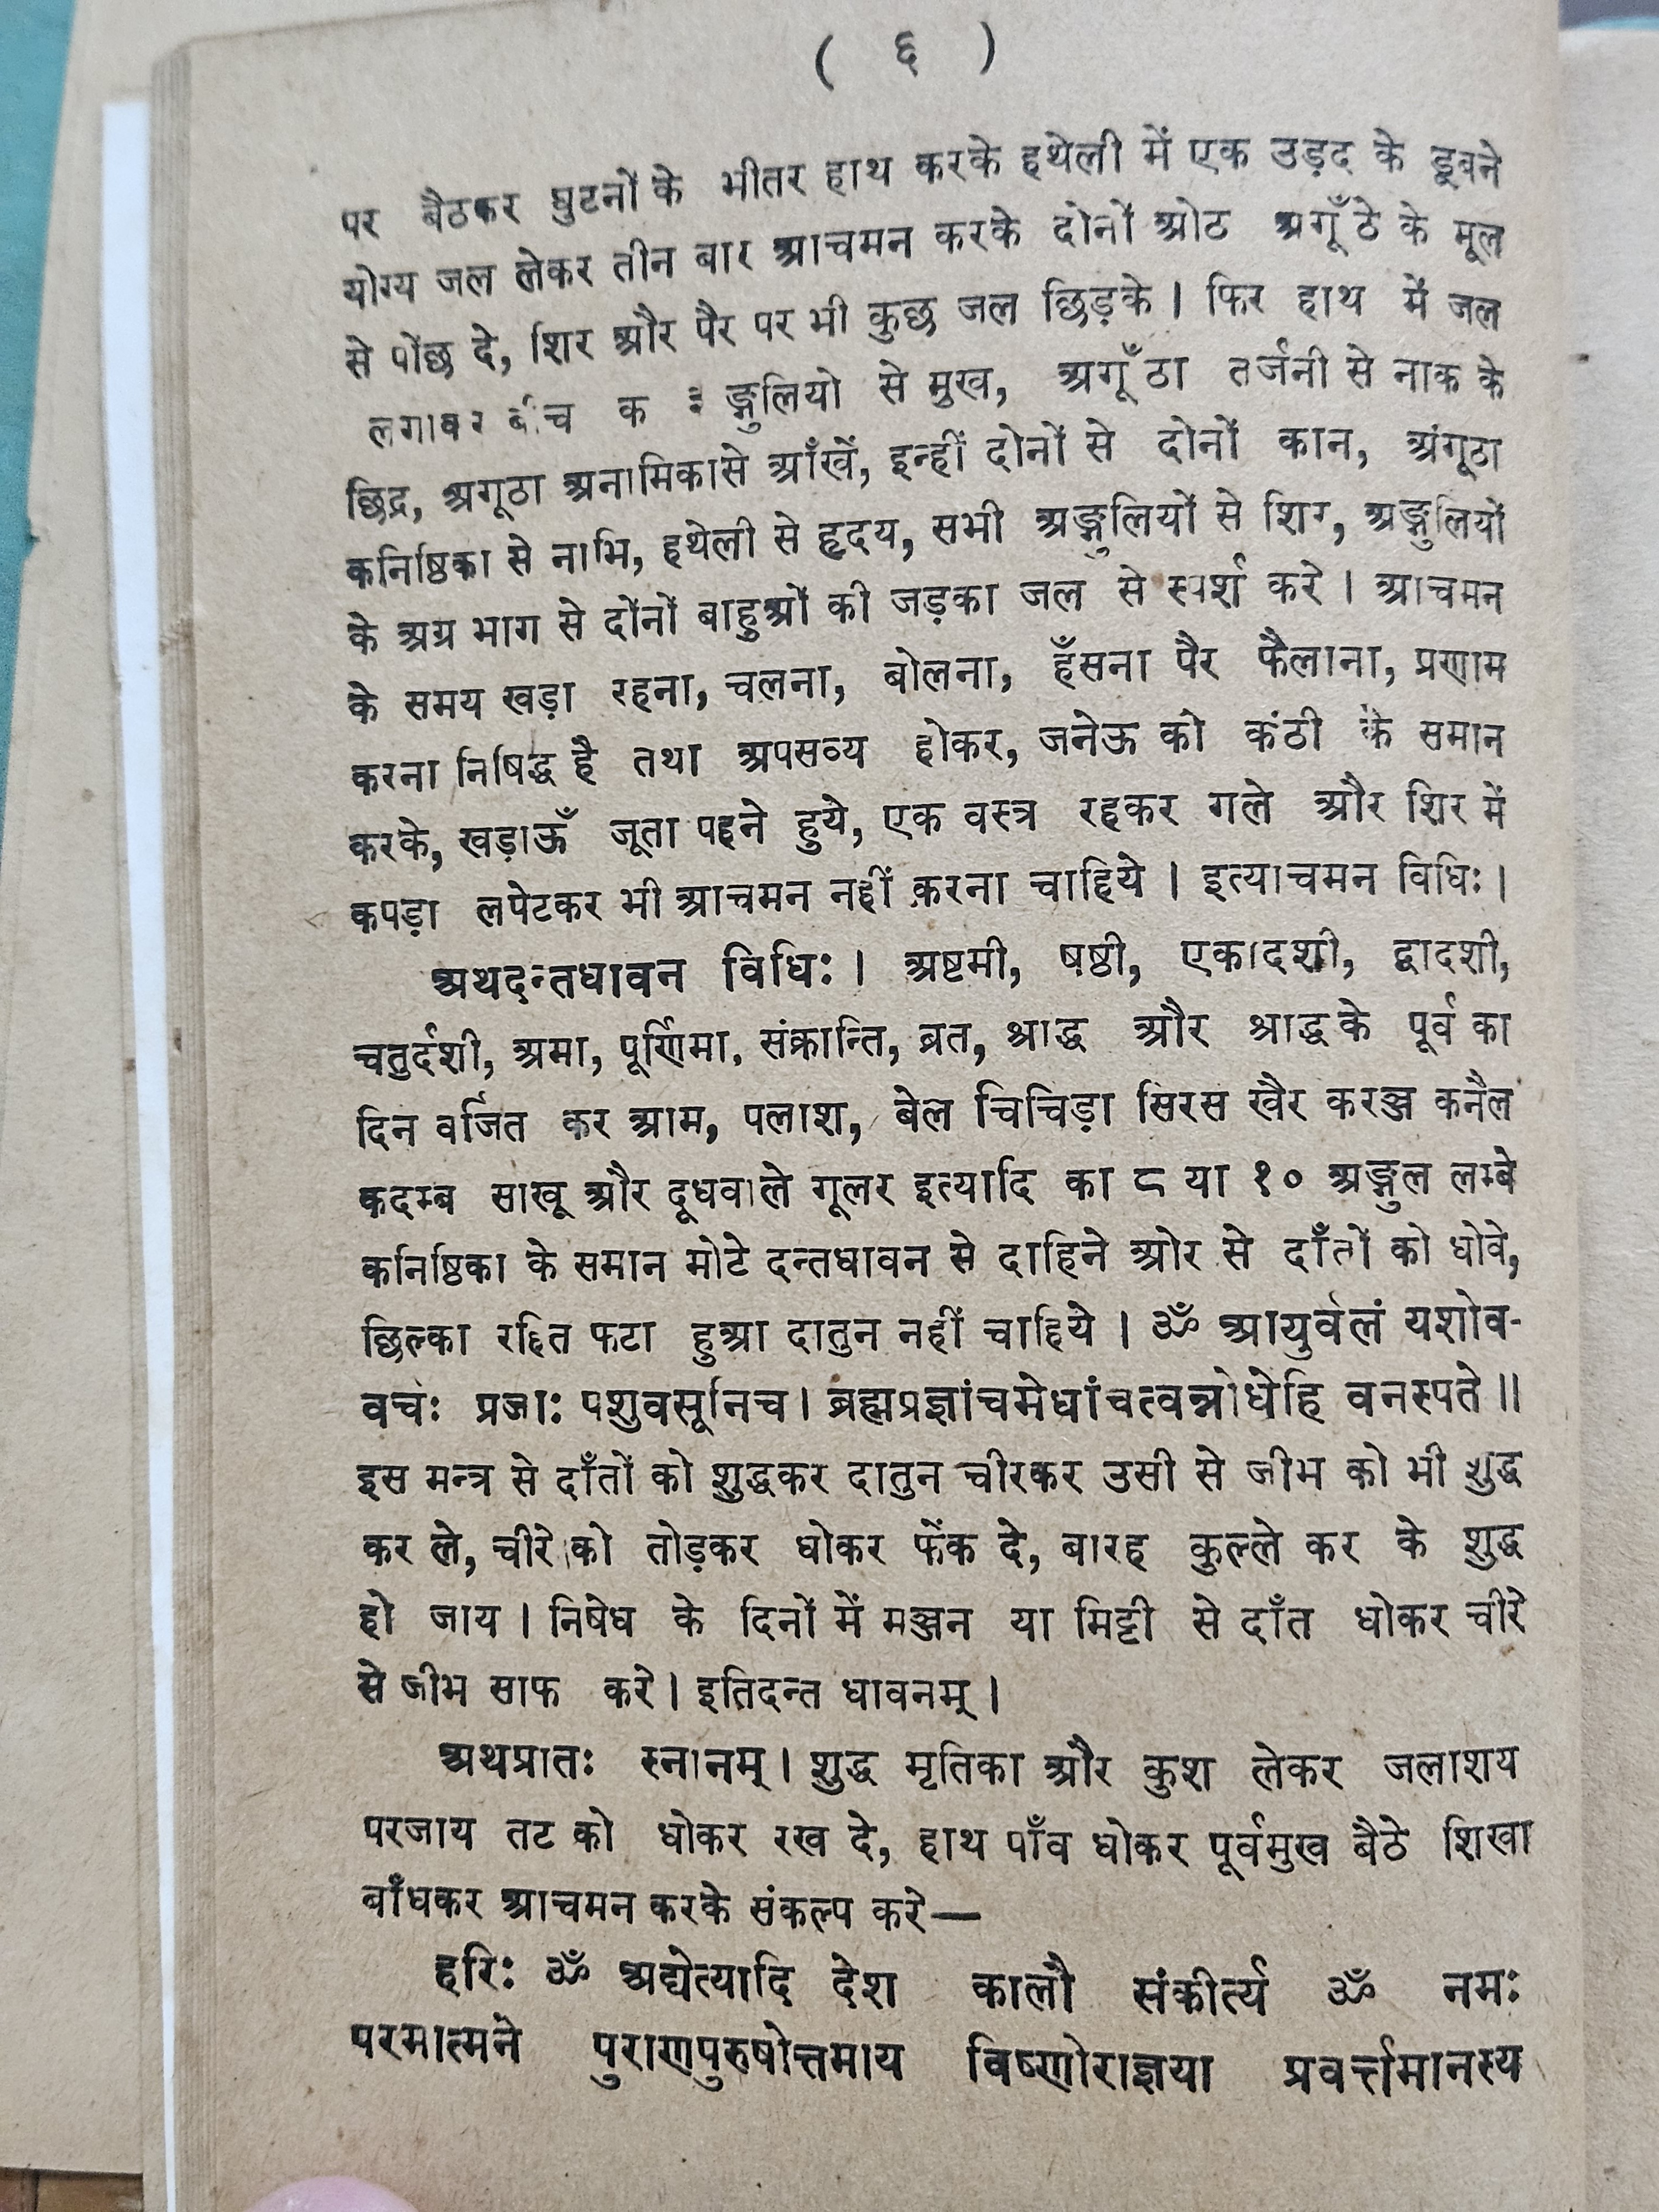 ( ६ )
पर बैठकर घुटनों के भीतर हाथ करके हथेली में एक उड़द के डूबने
योग्य जल लेकर तीन बार आचमन करके दोनों ओठ अगूँठे के मूल
से पोंछ दे, शिर और पैर पर भी कुछ जल छिड़के। फिर हाथ में जल
लगाकर बीच क अङ्गुलियो से मुख, अगूँठा तर्जनी से नाक के
छिद्र, अगूठा अनामिकासे आँखें, इन्हीं दोनों से दोनों कान, अंगूठा
कनिष्ठिका से नाभि, हथेली से हृदय, सभी अङ्गुलियों से शिर, अङ्गुलियों
के अग्र भाग से दोंनों बाहुओं की जड़का जल से स्पर्श करे। आचमन
के समय खड़ा रहना, चलना, बोलना, हँसना पैर फैलाना, प्रणाम
करना निषिद्ध है तथा अपसव्य होकर, जनेऊ को कंठी के समान
करके, खड़ाऊँ जूता पहने हुये, एक वस्त्र रहकर गले और शिर में
कपड़ा लपेटकर भी आचमन नहीं करना चाहिये। इत्याचमन विधिः।
अथदन्तधावन विधिः। अष्टमी, षष्ठी, एकादशी, द्वादशी,
चतुर्दशी, अमा, पूर्णिमा, संक्रान्ति, व्रत, श्राद्ध और श्राद्ध के पूर्व का
दिन वर्जित कर आम, पलाश, बेल चिचिड़ा सिरस खैर करञ्ज कनैल
कदम्ब साखू और दूधवाले गूलर इत्यादि का ८ या १० अङ्गुल लम्बे
कनिष्ठिका के समान मोटे दन्तधावन से दाहिने ओर से दाँतों को धोवे,
छिल्का रहित फटा हुआ दातुन नहीं चाहिये। ॐ आयुर्वलं यशोव-
वचः प्रजाः पशुवसूनिच। ब्रह्मप्रज्ञांचमेधांचत्वन्नोधेहि वनस्पते॥
इस मन्त्र से दाँतों को शुद्धकर दातुन चीरकर उसी से जीभ को भी शुद्ध
कर ले, चीरे को तोड़कर धोकर फेंक दे, बारह कुल्ले कर के शुद्ध
हो जाय। निषेध के दिनों में मञ्जन या मिट्टी से दाँत धोकर चीरे
से जीभ साफ करे। इतिदन्त धावनम्।
अथप्रातः स्नानम्। शुद्ध मृतिका और कुश लेकर जलाशय
परजाय तट को धोकर रख दे, हाथ पाँव धोकर पूर्वमुख बैठे शिखा
बाँधकर आचमन करके संकल्प करे—
हरिः ॐ अद्येत्यादि देश कालौ संकीर्त्य ॐ नमः
परमात्मने पुराणपुरुषोत्तमाय विष्णोराज्ञया प्रवर्त्तमानस्य